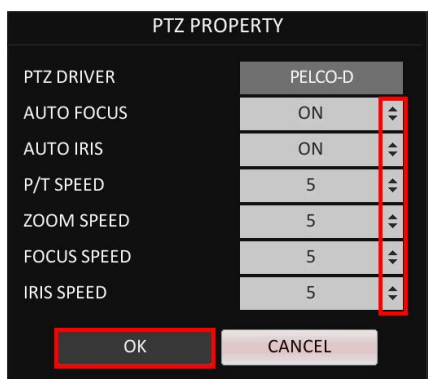 PTZ PROPERTY
PTZ DRIVER PELCO-D
AUTO FOCUS ON
AUTO IRIS ON
P/T SPEED 5
ZOOM SPEED 5
FOCUS SPEED 5
IRIS SPEED 5
OK CANCEL